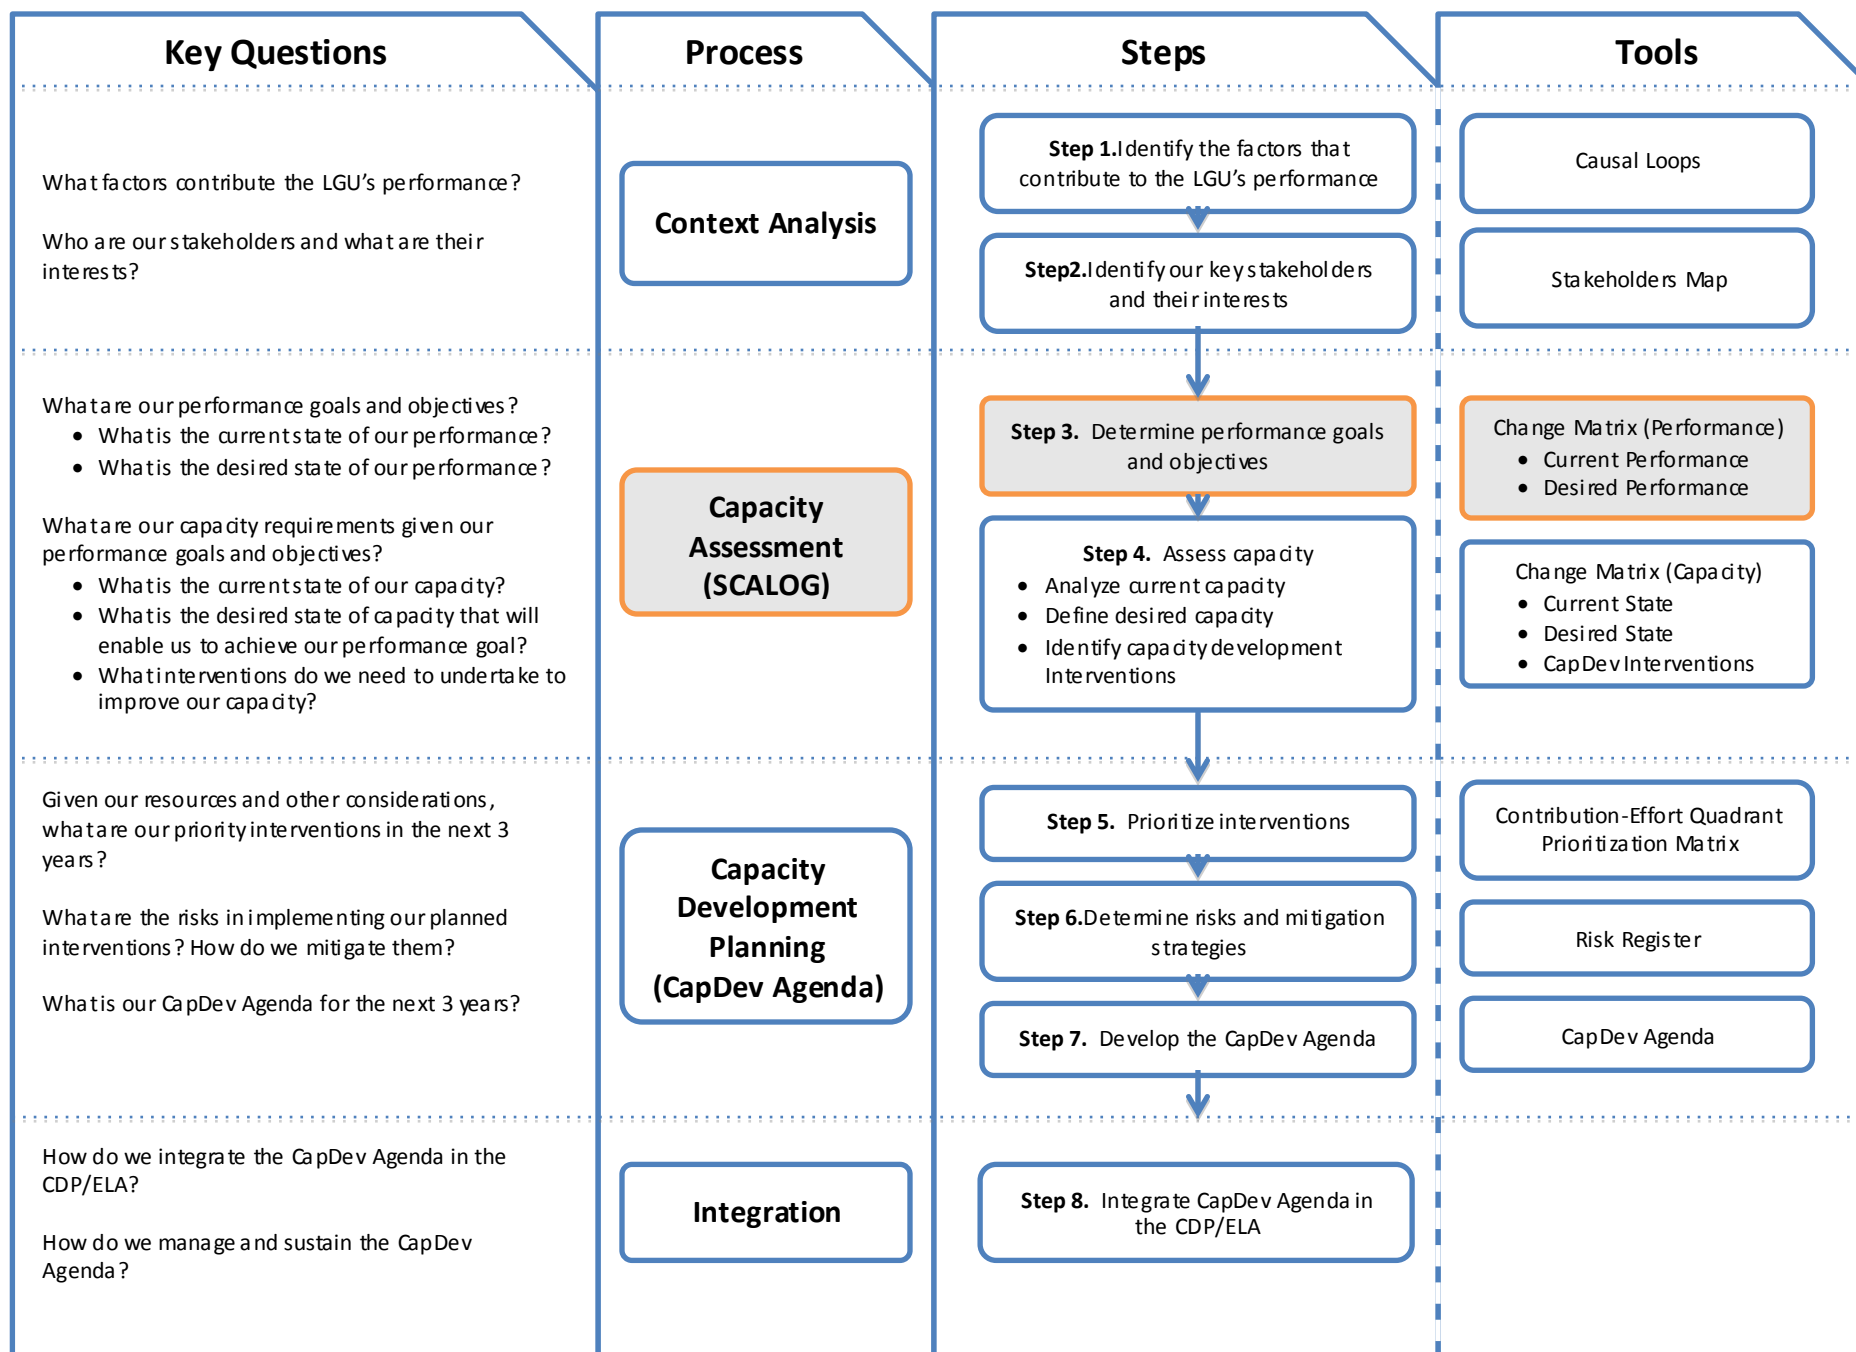 Key Questions
Process
Steps
Tools
What factors contribute the LGU's performance?
Who are our stakeholders and what are their
interests?
Context Analysis
Step 1.Identify the factors that
contribute to the LGU's performance
Step2.Identify our key stakeholders
and their interests
Causal Loops
Stakeholders Map
What are our performance goals and objectives?
• What is the current state of our performance?
• What is the desired state of our performance?
What are our capacity requirements given our
performance goals and objectives?
• What is the current state of our capacity?
• What is the desired state of capacity that will
enable us to achieve our performance goal?
• What interventions do we need to undertake to
improve our capacity?
Capacity
Assessment
(SCALOG)
Step 3. Determine performance goals
and objectives
Step 4. Assess capacity
• Analyze current capacity
• Define desired capacity
• Identify capacity development
Interventions
Change Matrix (Performance)
• Current Performance
• Desired Performance
Change Matrix (Capacity)
• Current State
• Desired State
• CapDev Interventions
Given our resources and other considerations,
what are our priority interventions in the next 3
years?
What are the risks in implementing our planned
interventions? How do we mitigate them?
What is our CapDev Agenda for the next 3 years?
Capacity
Development
Planning
(CapDev Agenda)
Step 5. Prioritize interventions
Step 6.Determine risks and mitigation
strategies
Step 7. Develop the CapDev Agenda
Contribution-Effort Quadrant
Prioritization Matrix
Risk Register
CapDev Agenda
How do we integrate the CapDev Agenda in the
CDP/ELA?
How do we manage and sustain the CapDev
Agenda?
Integration
Step 8. Integrate CapDev Agenda in
the CDP/ELA